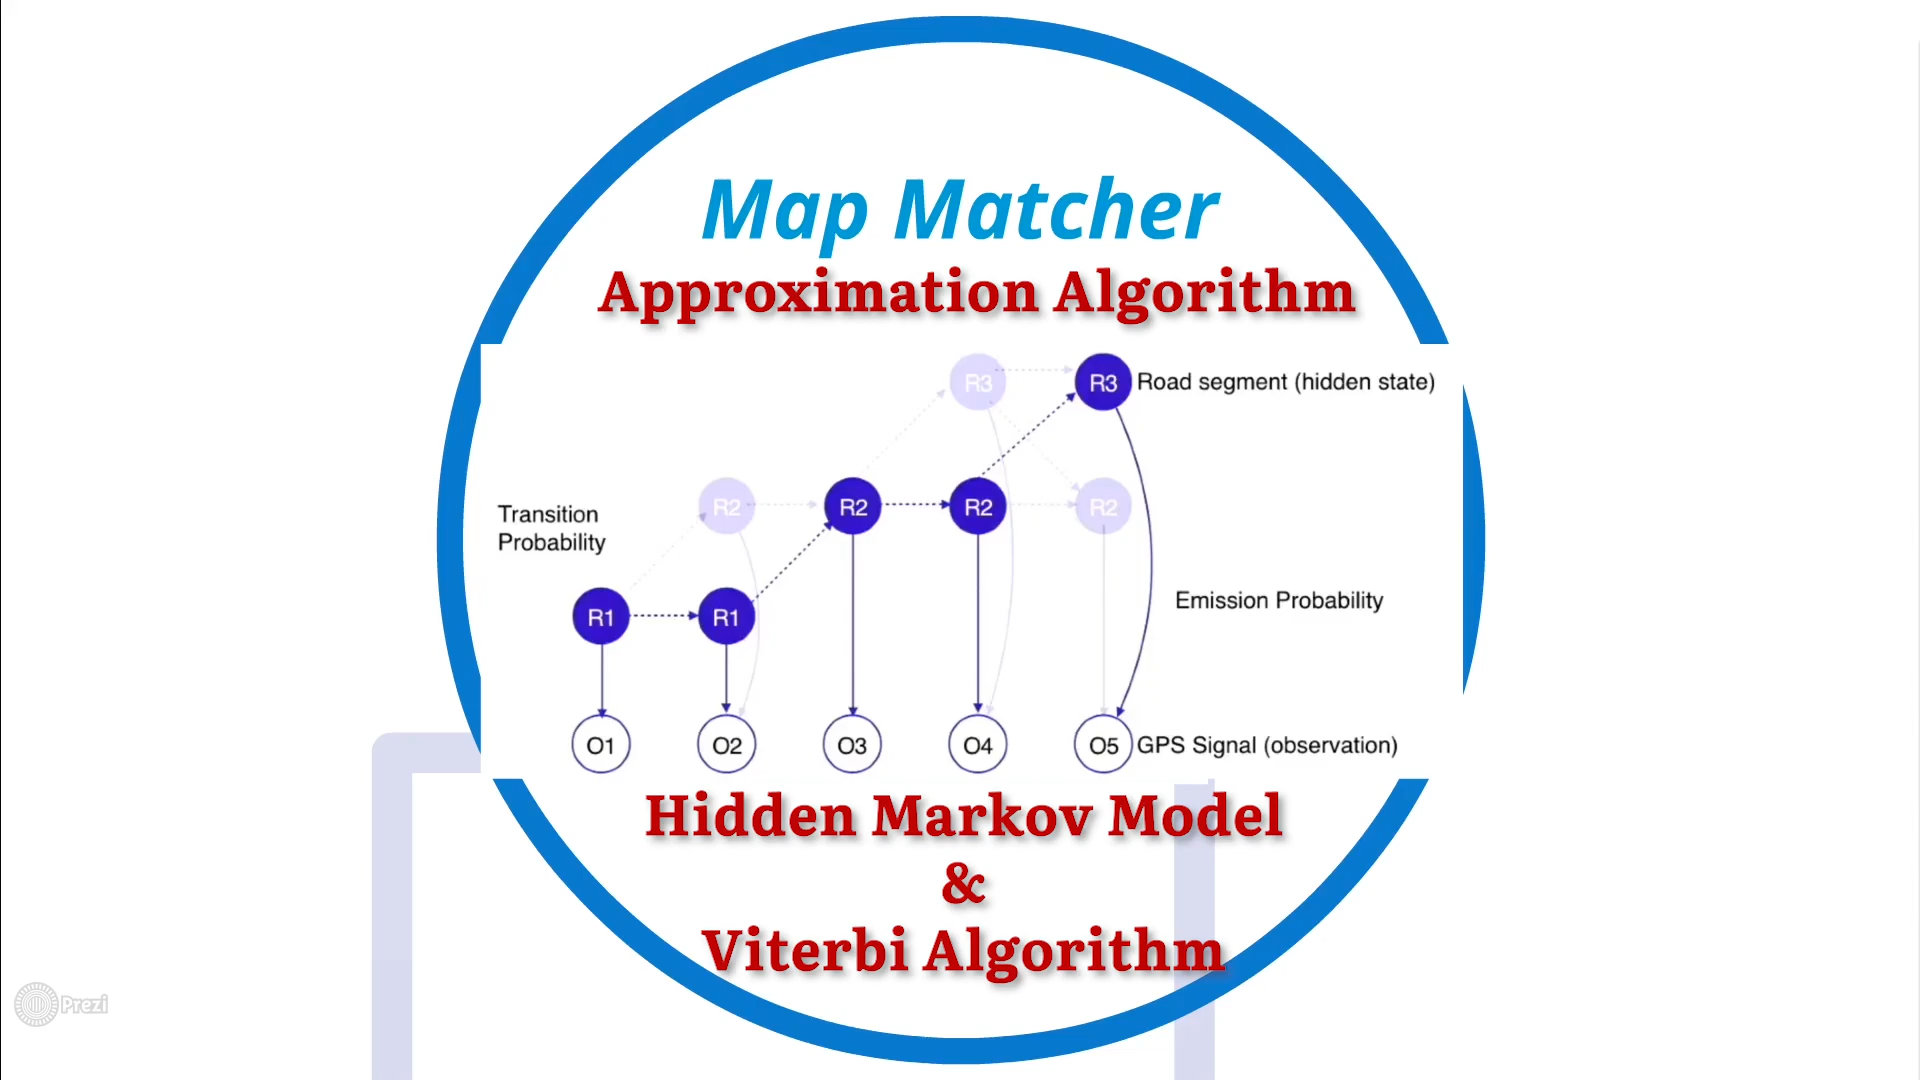 Map Matcher
Approximation Algorithm
R3 R3 Road segment (hidden state)
Transition
Probability
R2 R2 R2 R2
Emission Probability
R1 R1
O1 O2 O3 O4 O5 GPS Signal (observation)
Hidden Markov Model
&
Viterbi Algorithm
Prezi